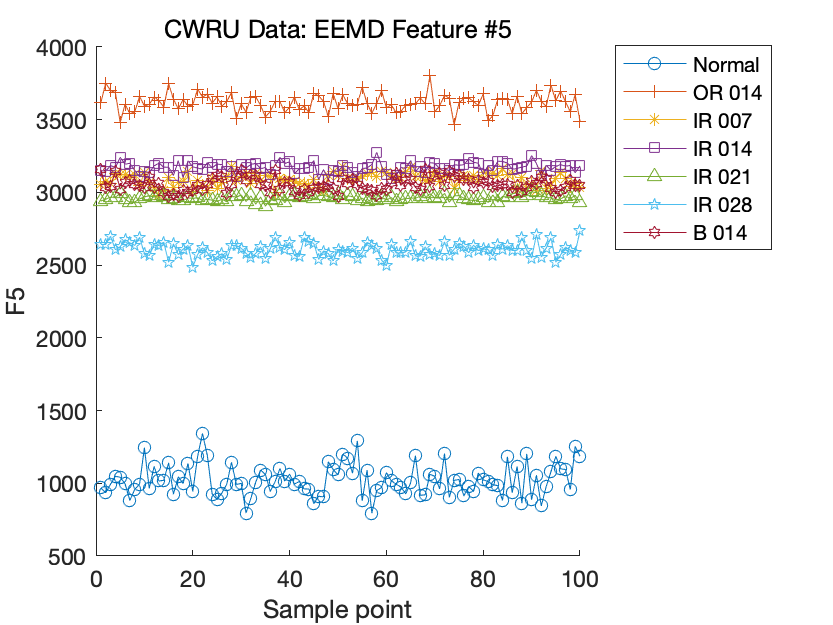 CWRU Data: EEMD Feature #5
4000
3500
3000
2500
2000
1500
1000
500
F5
0 20 40 60 80 100
Sample point
Normal
OR 014
IR 007
IR 014
IR 021
IR 028
B 014